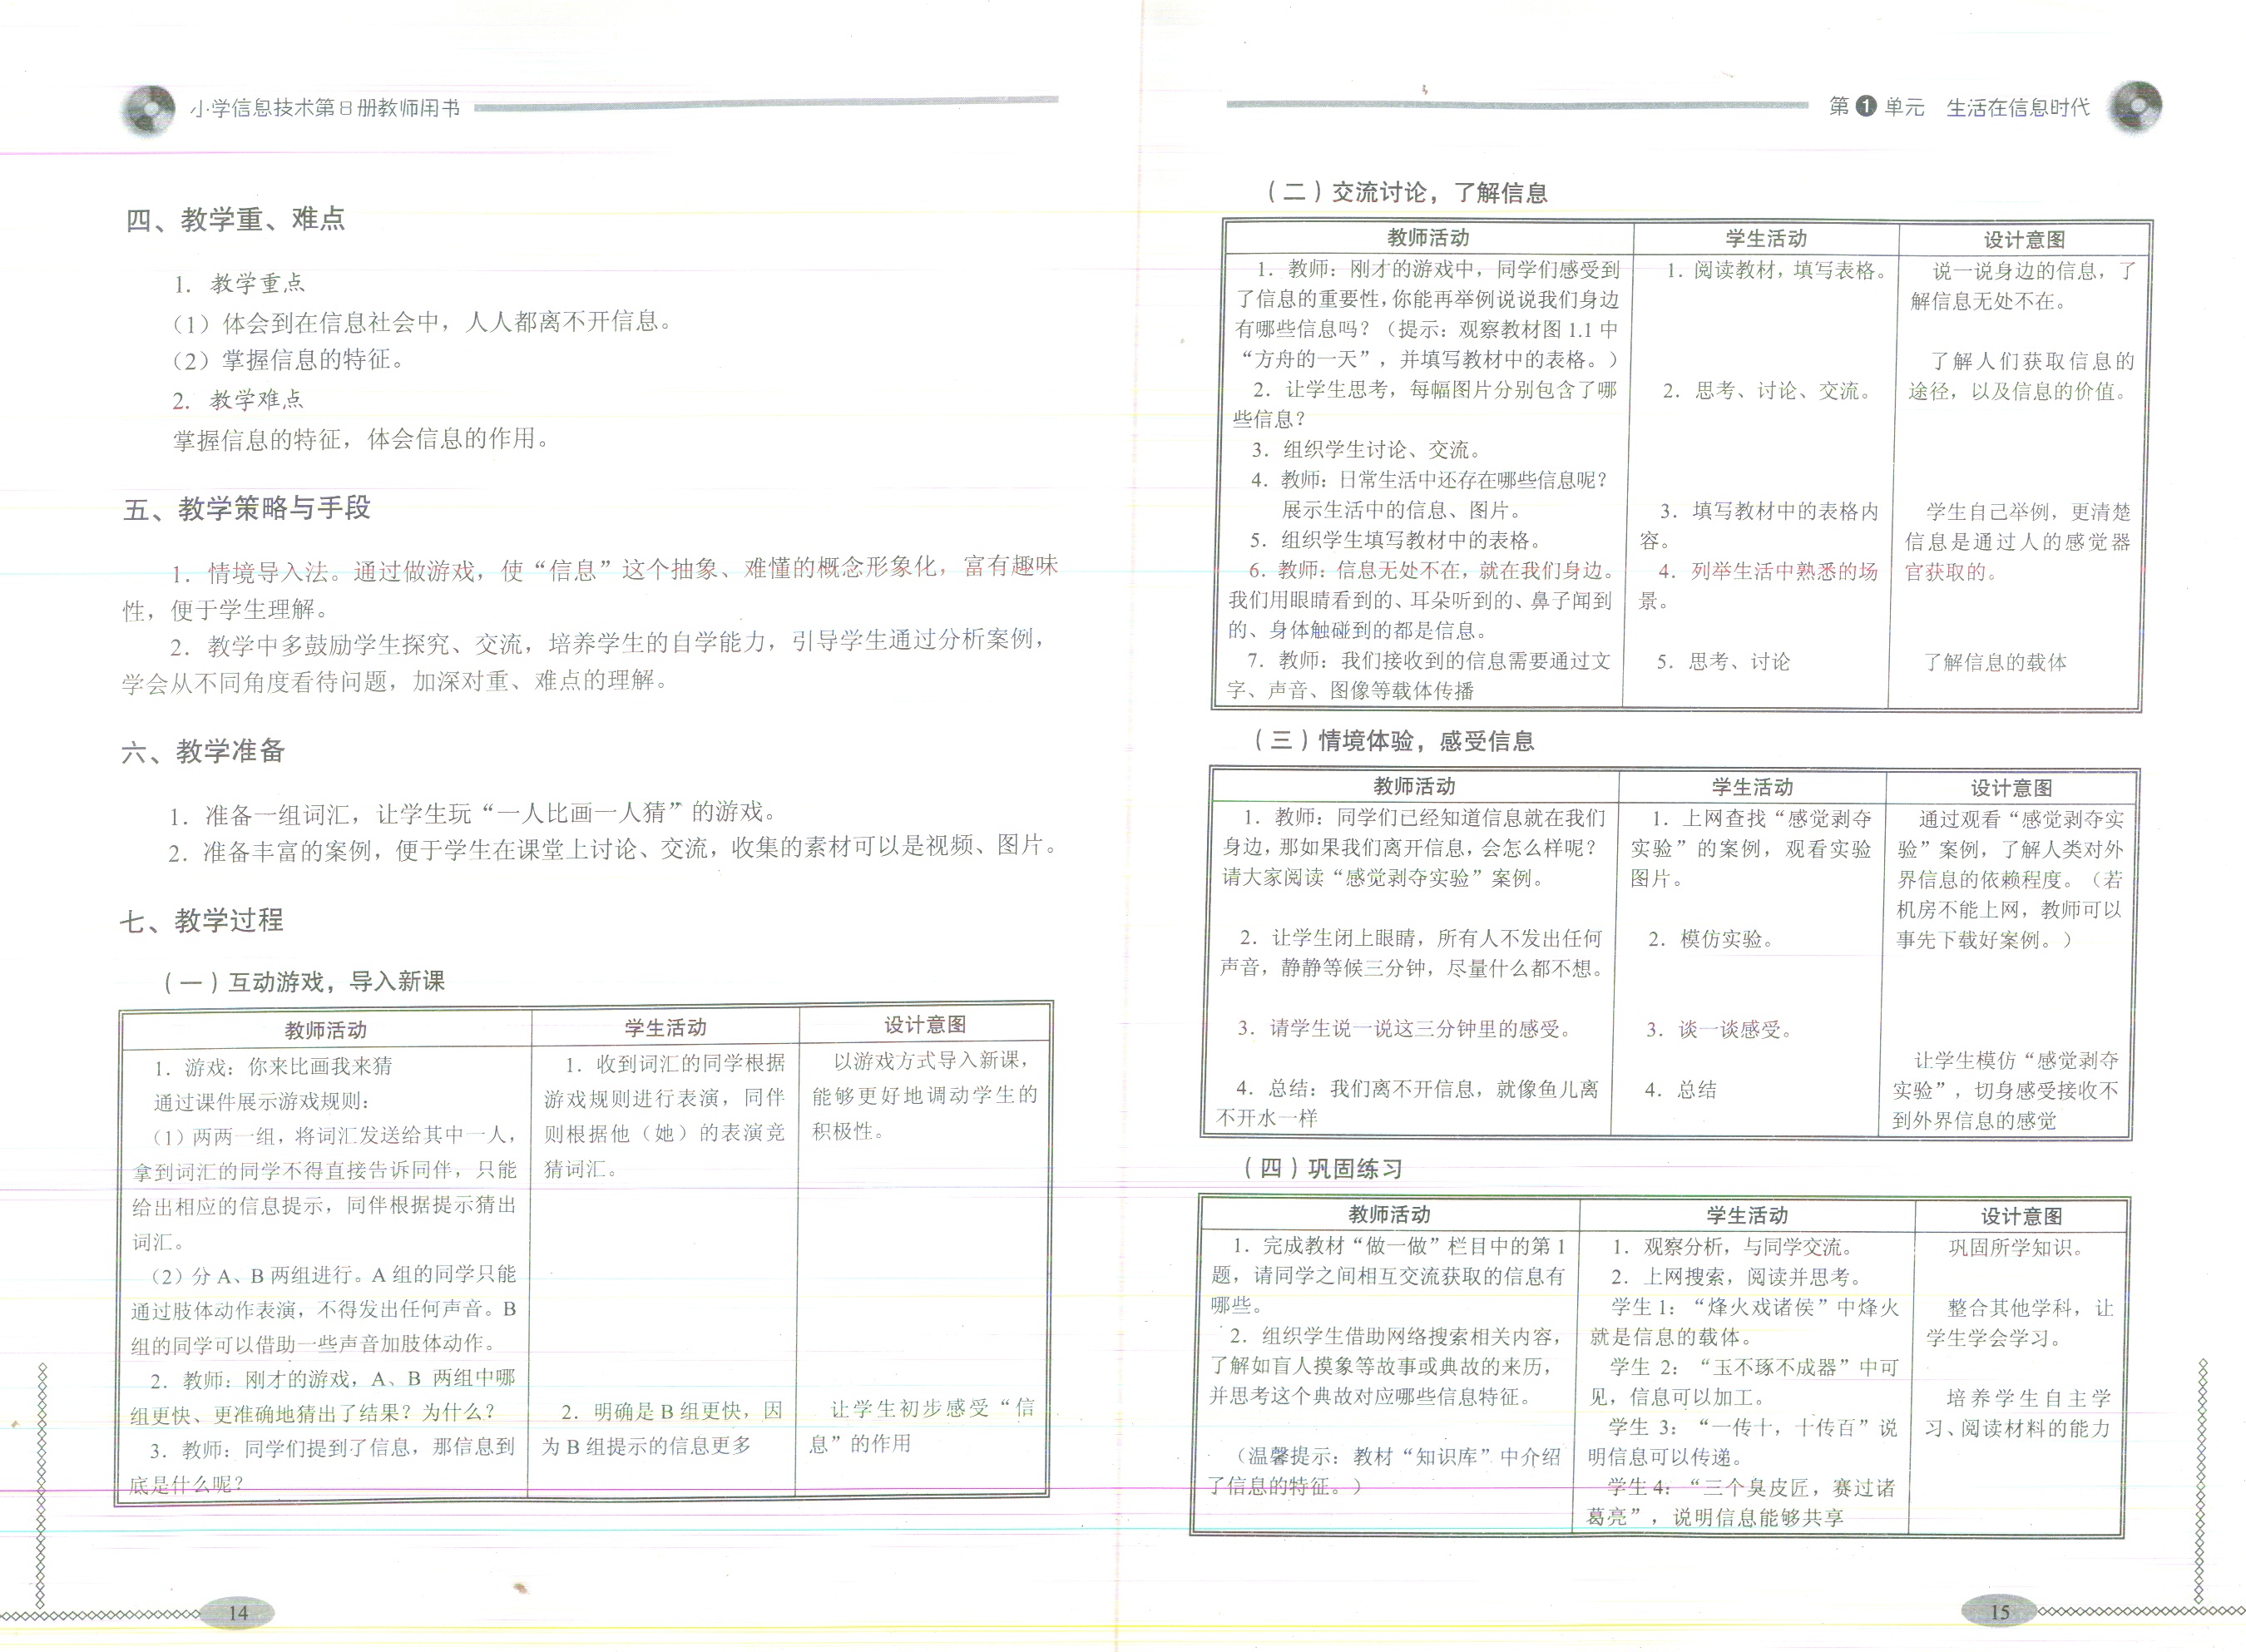 小学信息技术第8册教师用书
四、教学重、难点
1. 教学重点
（1）体会到在信息社会中，人人都离不开信息。
（2）掌握信息的特征。
2. 教学难点
掌握信息的特征，体会信息的作用。
五、教学策略与手段
1. 情境导入法。通过做游戏，使“信息”这个抽象、难懂的概念形象化，富有趣味
性，便于学生理解。
2. 教学中多鼓励学生探究、交流，培养学生的自学能力，引导学生通过分析案例，
学会从不同角度看待问题，加深对重、难点的理解。
六、教学准备
1. 准备一组词汇，让学生玩“一人比画一人猜”的游戏。
2. 准备丰富的案例，便于学生在课堂上讨论、交流，收集的素材可以是视频、图片。
七、教学过程
（一）互动游戏，导入新课
教师活动
1. 游戏：你来比画我来猜
通过课件展示游戏规则：
（1）两两一组，将词汇发送给其中一人，
拿到词汇的同学不得直接告诉同伴，只能
给出相应的信息提示，同伴根据提示猜出
词汇。
（2）分 A、B 两组进行。A 组的同学只能
通过肢体动作表演，不得发出任何声音。B
组的同学可以借助一些声音加肢体动作。
2. 教师：刚才的游戏，A、B 两组中哪
组更快、更准确地猜出了结果？为什么？
3. 教师：同学们提到了信息，那信息到
底是什么呢？
学生活动
1. 收到词汇的同学根据
游戏规则进行表演，同伴
则根据他（她）的表演竞
猜词汇。
2. 明确是 B 组更快，因
为 B 组提示的信息更多
设计意图
以游戏方式导入新课，
能够更好地调动学生的
积极性。
让学生初步感受“信
息”的作用
14
第1单元 生活在信息时代
（二）交流讨论，了解信息
教师活动
1. 教师：刚才的游戏中，同学们感受到
了信息的重要性，你能再举例说说我们身边
有哪些信息吗？（提示：观察教材图 1.1 中
“方舟的一天”，并填写教材中的表格。）
2. 让学生思考，每幅图片分别包含了哪
些信息？
3. 组织学生讨论、交流。
4. 教师：日常生活中还存在哪些信息呢？
展示生活中的信息、图片。
5. 组织学生填写教材中的表格。
6. 教师：信息无处不在，就在我们身边。
我们用眼睛看到的、耳朵听到的、鼻子闻到
的、身体触碰到的都是信息。
7. 教师：我们接收到的信息需要通过文
字、声音、图像等载体传播
学生活动
1. 阅读教材，填写表格。
2. 思考、讨论、交流。
3. 填写教材中的表格内
容。
4. 列举生活中熟悉的场
景。
5. 思考、讨论
设计意图
说一说身边的信息，了
解信息无处不在。
了解人们获取信息的
途径，以及信息的价值。
学生自己举例，更清楚
信息是通过人的感觉器
官获取的。
了解信息的载体
（三）情境体验，感受信息
教师活动
1. 教师：同学们已经知道信息就在我们
身边，那如果我们离开信息，会怎么样呢？
请大家阅读“感觉剥夺实验”案例。
2. 让学生闭上眼睛，所有人不发出任何
声音，静静等候三分钟，尽量什么都不想。
3. 请学生说一说这三分钟里的感受。
4. 总结：我们离不开信息，就像鱼儿离
不开水一样
学生活动
1. 上网查找“感觉剥夺
实验”的案例，观看实验
图片。
2. 模仿实验。
3. 谈一谈感受。
4. 总结
设计意图
通过观看“感觉剥夺实
验”案例，了解人类对外
界信息的依赖程度。（若
机房不能上网，教师可以
事先下载好案例。）
让学生模仿“感觉剥夺
实验”，切身感受接收不
到外界信息的感觉
（四）巩固练习
教师活动
1. 完成教材“做一做”栏目中的第 1
题，请同学之间相互交流获取的信息有
哪些。
2. 组织学生借助网络搜索相关内容，
了解如盲人摸象等故事或典故的来历，
并思考这个典故对应哪些信息特征。
（温馨提示：教材“知识库”中介绍
了信息的特征。）
学生活动
1. 观察分析，与同学交流。
2. 上网搜索，阅读并思考。
学生 1：“烽火戏诸侯”中烽火
就是信息的载体。
学生 2：“玉不琢不成器”中可
见，信息可以加工。
学生 3：“一传十，十传百”说
明信息可以传递。
学生 4：“三个臭皮匠，赛过诸
葛亮”，说明信息能够共享
设计意图
巩固所学知识。
整合其他学科，让
学生学会学习。
培养学生自主学
习、阅读材料的能力
15